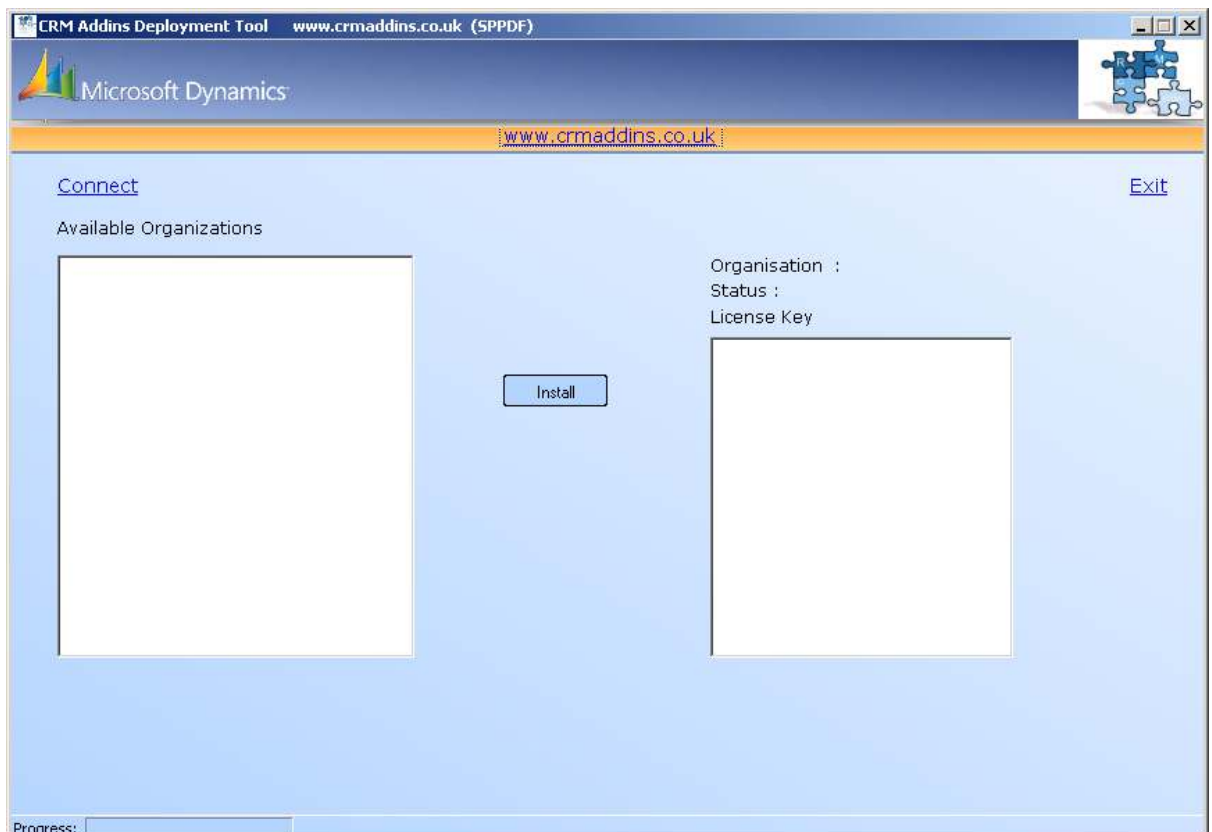 CRM Addins Deployment Tool www.crmaddins.co.uk (SPPDF)
Microsoft Dynamics
R M
www.crmaddins.co.uk
Connect Exit
Available Organizations
Organisation :
Status :
License Key
Install
Progress: